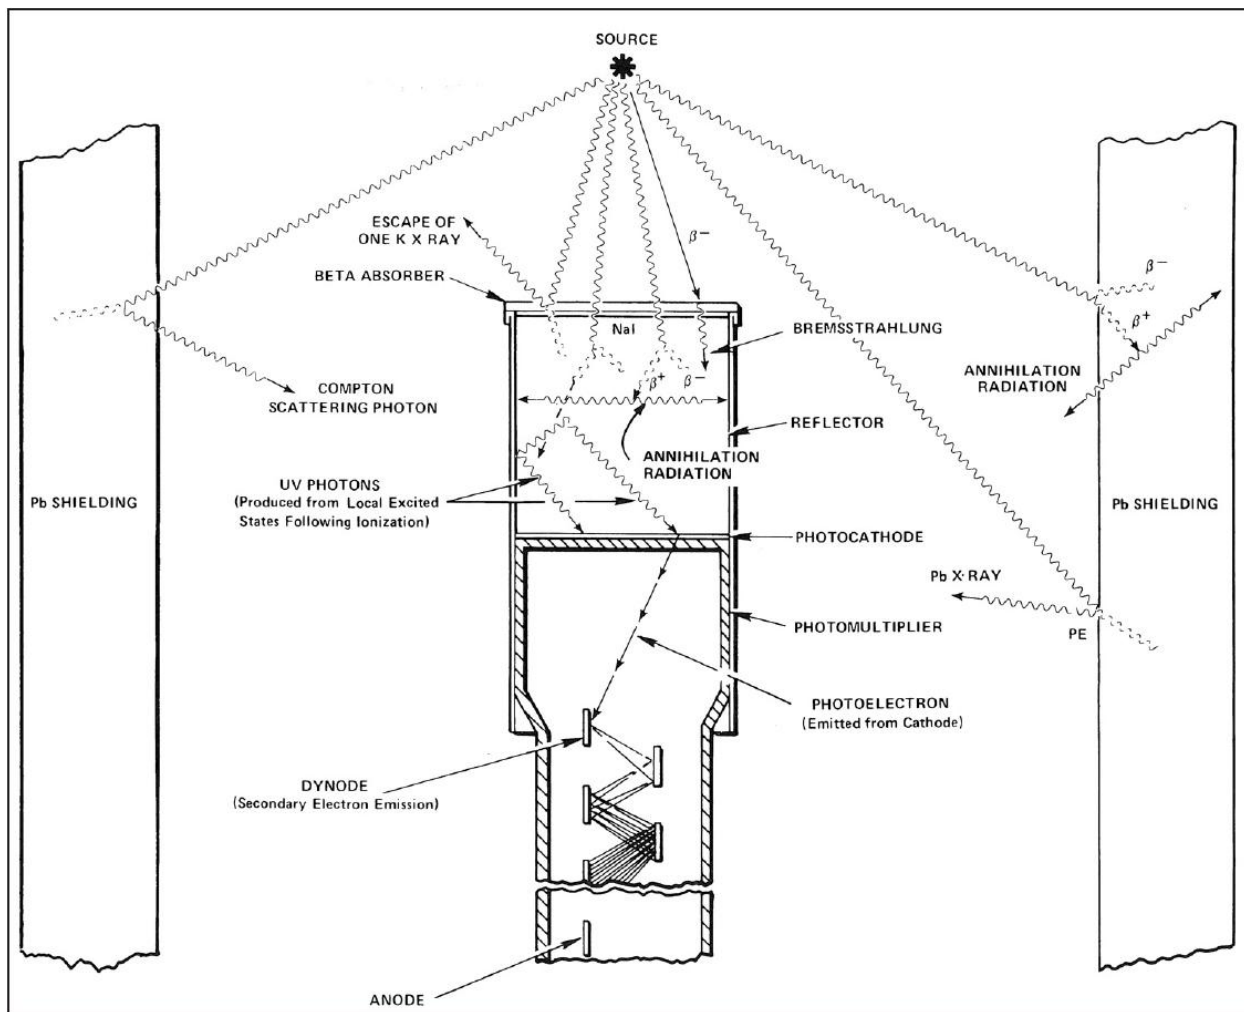 SOURCE
ESCAPE OF
ONE K X RAY
BETA ABSORBER
β−
NaI
BREMSSTRAHLUNG
β−
β+
ANNIHILATION
RADIATION
COMPTON
SCATTERING PHOTON
β+
β−
REFLECTOR
ANNIHILATION
RADIATION
UV PHOTONS
(Produced from Local Excited
States Following Ionization)
Pb SHIELDING
Pb SHIELDING
PHOTOCATHODE
Pb X-RAY
PE
PHOTOMULTIPLIER
PHOTOELECTRON
(Emitted from Cathode)
DYNODE
(Secondary Electron Emission)
ANODE